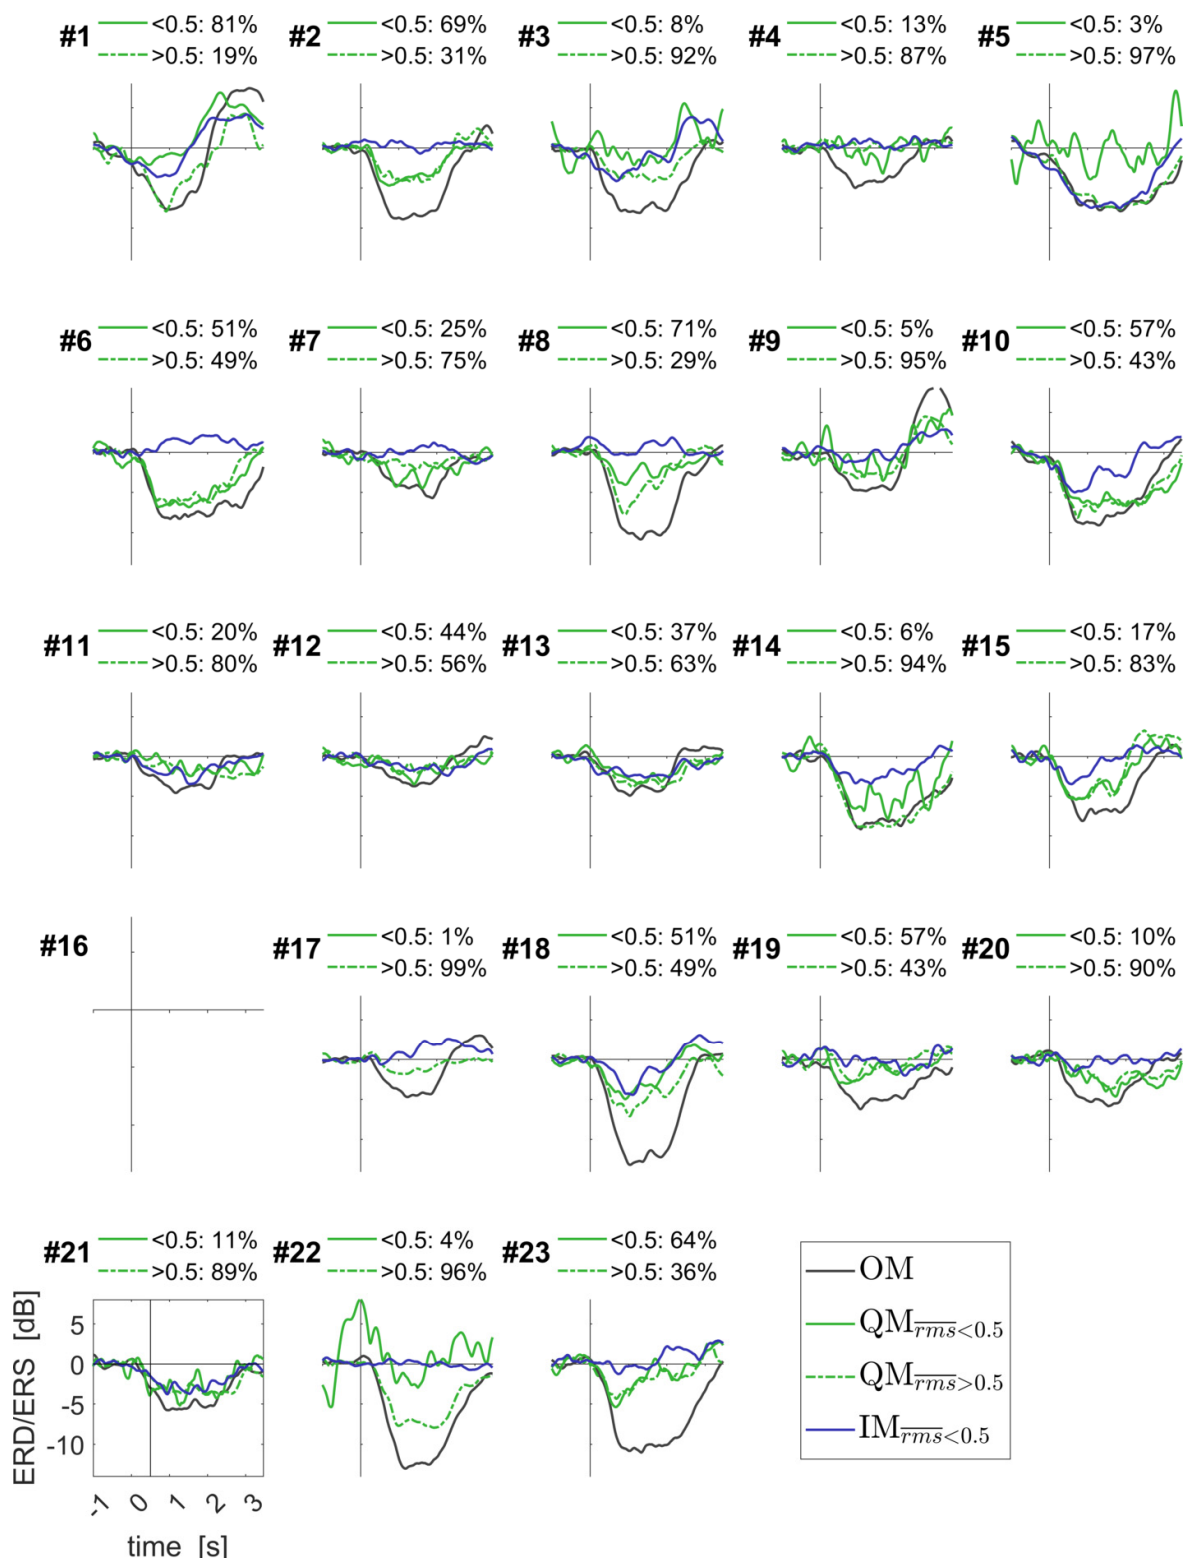 #1 <0.5: 81%
>0.5: 19%
#2 <0.5: 69%
>0.5: 31%
#3 <0.5: 8%
>0.5: 92%
#4 <0.5: 13%
>0.5: 87%
#5 <0.5: 3%
>0.5: 97%
#6 <0.5: 51%
>0.5: 49%
#7 <0.5: 25%
>0.5: 75%
#8 <0.5: 71%
>0.5: 29%
#9 <0.5: 5%
>0.5: 95%
#10 <0.5: 57%
>0.5: 43%
#11 <0.5: 20%
>0.5: 80%
#12 <0.5: 44%
>0.5: 56%
#13 <0.5: 37%
>0.5: 63%
#14 <0.5: 6%
>0.5: 94%
#15 <0.5: 17%
>0.5: 83%
#16
#17 <0.5: 1%
>0.5: 99%
#18 <0.5: 51%
>0.5: 49%
#19 <0.5: 57%
>0.5: 43%
#20 <0.5: 10%
>0.5: 90%
#21 <0.5: 11%
>0.5: 89%
#22 <0.5: 4%
>0.5: 96%
#23 <0.5: 64%
>0.5: 36%
ERD/ERS [dB]
5
0
-5
-10
-1 0 1 2 3
time [s]
OM
QM rms<0.5
QM rms>0.5
IM rms<0.5